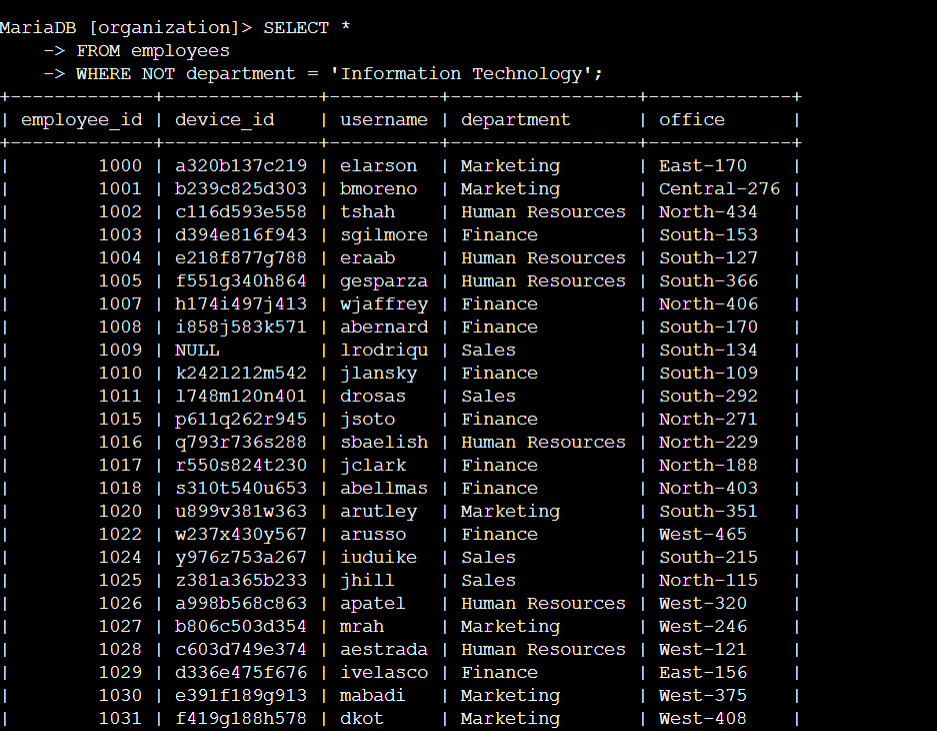 MariaDB [organization]> SELECT *
    -> FROM employees
    -> WHERE NOT department = 'Information Technology';
+-------------+--------------+----------+-----------------+-------------+
| employee_id | device_id    | username | department      | office      |
+-------------+--------------+----------+-----------------+-------------+
|        1000 | a320b137c219 | elarson  | Marketing       | East-170    |
|        1001 | b239c825d303 | bmoreno  | Marketing       | Central-276 |
|        1002 | c116d593e558 | tshah    | Human Resources | North-434   |
|        1003 | d394e816f943 | sgilmore | Finance         | South-153   |
|        1004 | e218f877g788 | eraab    | Human Resources | South-127   |
|        1005 | f551g340h864 | gesparza | Human Resources | South-366   |
|        1007 | h174i497j413 | wjaffrey | Finance         | North-406   |
|        1008 | i858j583k571 | abernard | Finance         | South-170   |
|        1009 | NULL         | lrodriqu | Sales           | South-134   |
|        1010 | k242l212m542 | jlansky  | Finance         | South-109   |
|        1011 | l748m120n401 | drosas   | Sales           | South-292   |
|        1015 | p611q262r945 | jsoto    | Finance         | North-271   |
|        1016 | q793r736s288 | sbaelish | Human Resources | North-229   |
|        1017 | r550s824t230 | jclark   | Finance         | North-188   |
|        1018 | s310t540u653 | abellmas | Finance         | North-403   |
|        1020 | u899v381w363 | arutley  | Marketing       | South-351   |
|        1022 | w237x430y567 | arusso   | Finance         | West-465    |
|        1024 | y976z753a267 | iuduike  | Sales           | South-215   |
|        1025 | z381a365b233 | jhill    | Sales           | North-115   |
|        1026 | a998b568c863 | apatel   | Human Resources | West-320    |
|        1027 | b806c503d354 | mrah     | Marketing       | West-246    |
|        1028 | c603d749e374 | aestrada | Human Resources | West-121    |
|        1029 | d336e475f676 | ivelasco | Finance         | East-156    |
|        1030 | e391f189g913 | mabadi   | Marketing       | West-375    |
|        1031 | f419g188h578 | dkot     | Marketing       | West-408    |